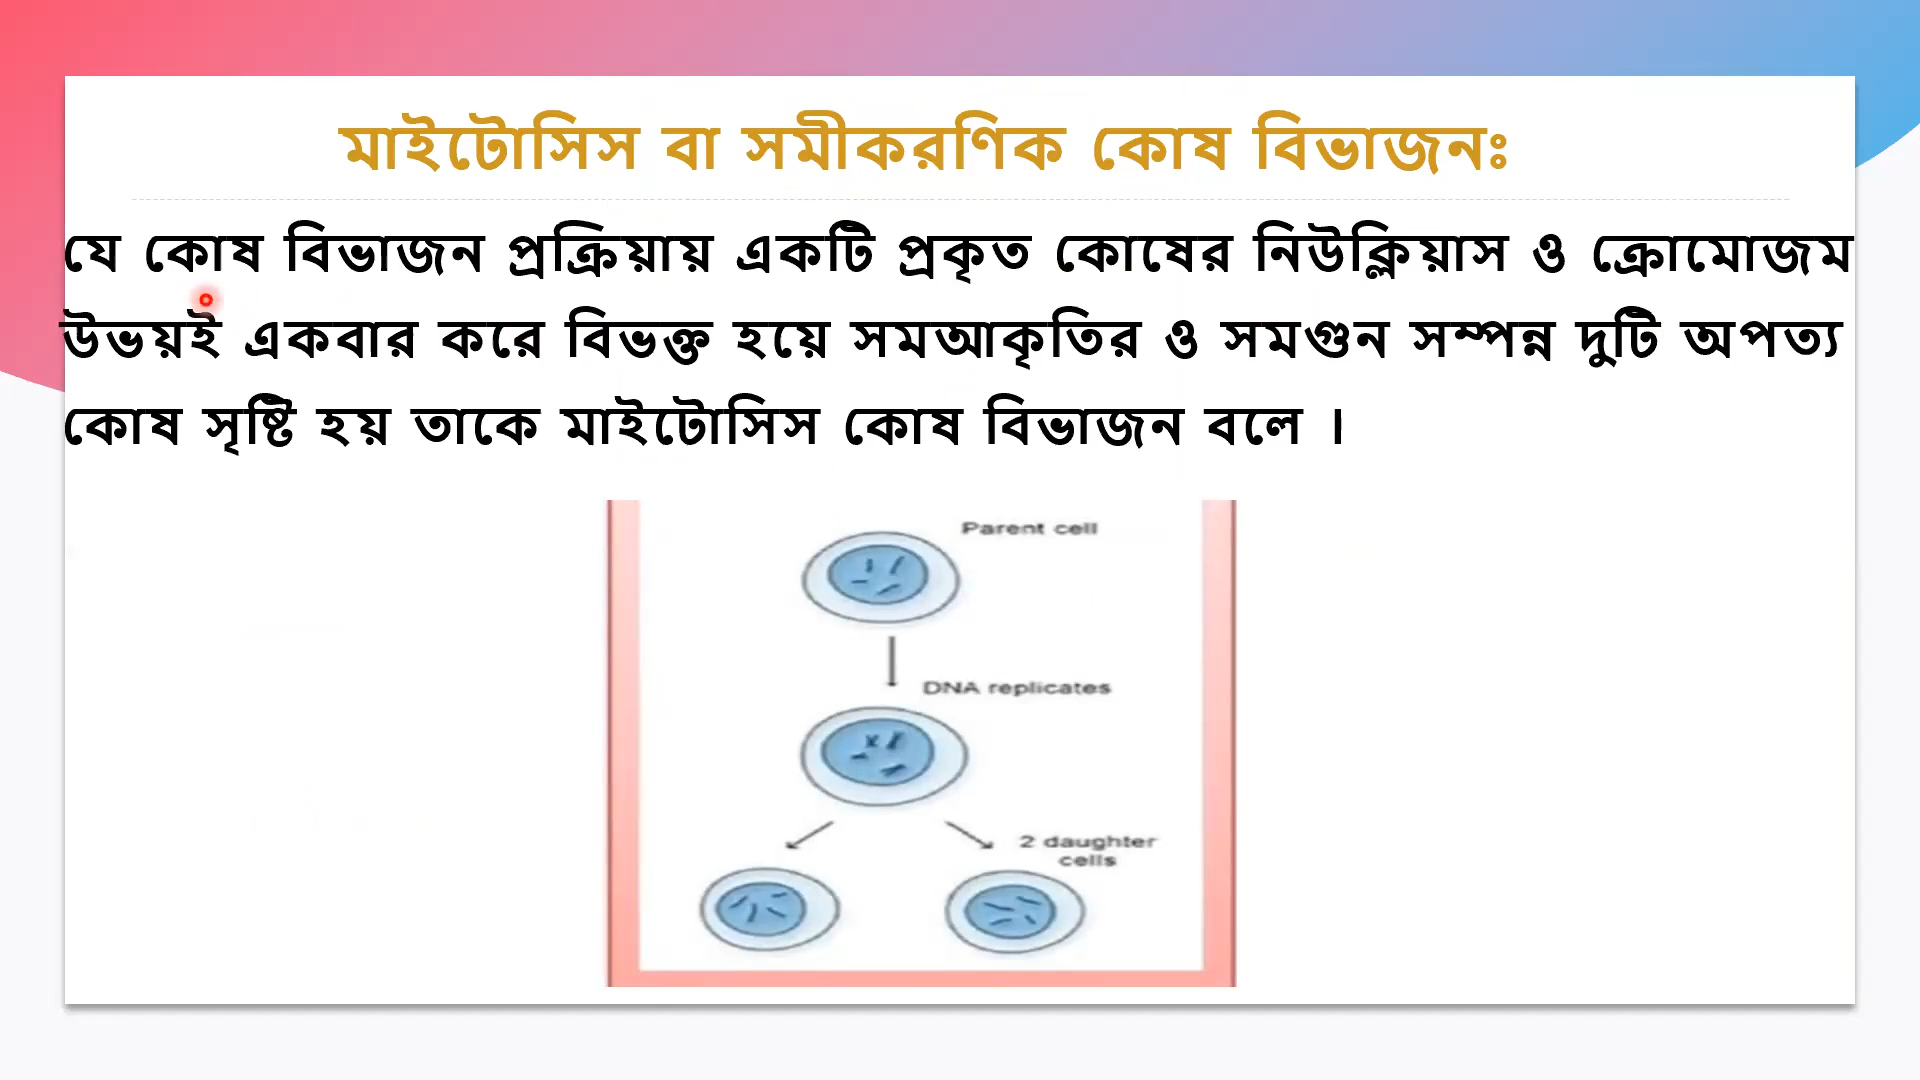 মাইটোসিস বা সমীকরণিক কোষ বিভাজনঃ
যে কোষ বিভাজন প্রক্রিয়ায় একটি প্রকৃত কোষের নিউক্লিয়াস ও ক্রোমোজম
উভয়ই একবার করে বিভক্ত হয়ে সমআকৃতির ও সমগুন সম্পন্ন দুটি অপত্য
কোষ সৃষ্টি হয় তাকে মাইটোসিস কোষ বিভাজন বলে ।
Parent cell
DNA replicates
2 daughter
cells